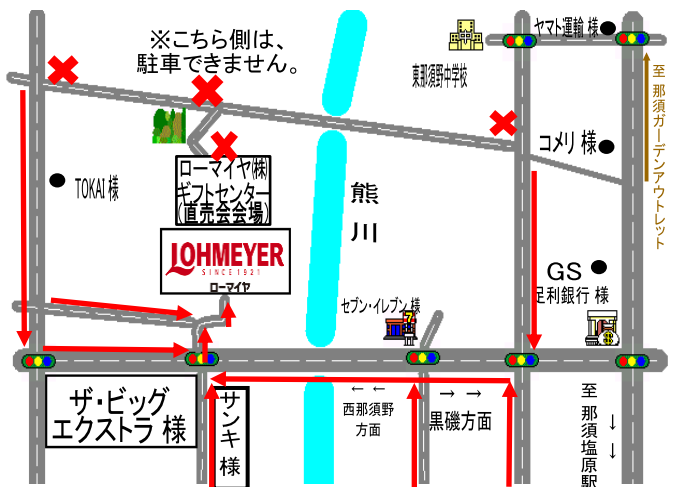 ※こちら側は、
駐車できません。
ヤマト運輸 様
東那須野中学校
至 那須ガーデンアウトレット
コメリ 様
TOKAI 様
ローマイヤ㈱
ギフトセンター
(直売会会場)
熊川
LOHMEYER
SINCE 1921
ローマイヤ
GS
足利銀行 様
セブン・イレブン 様
7
ザ・ビッグ
エクストラ 様
サンキ 様
← ←
西那須野
方面
→ →
黒磯方面
至 那須塩原駅
↓ ↓